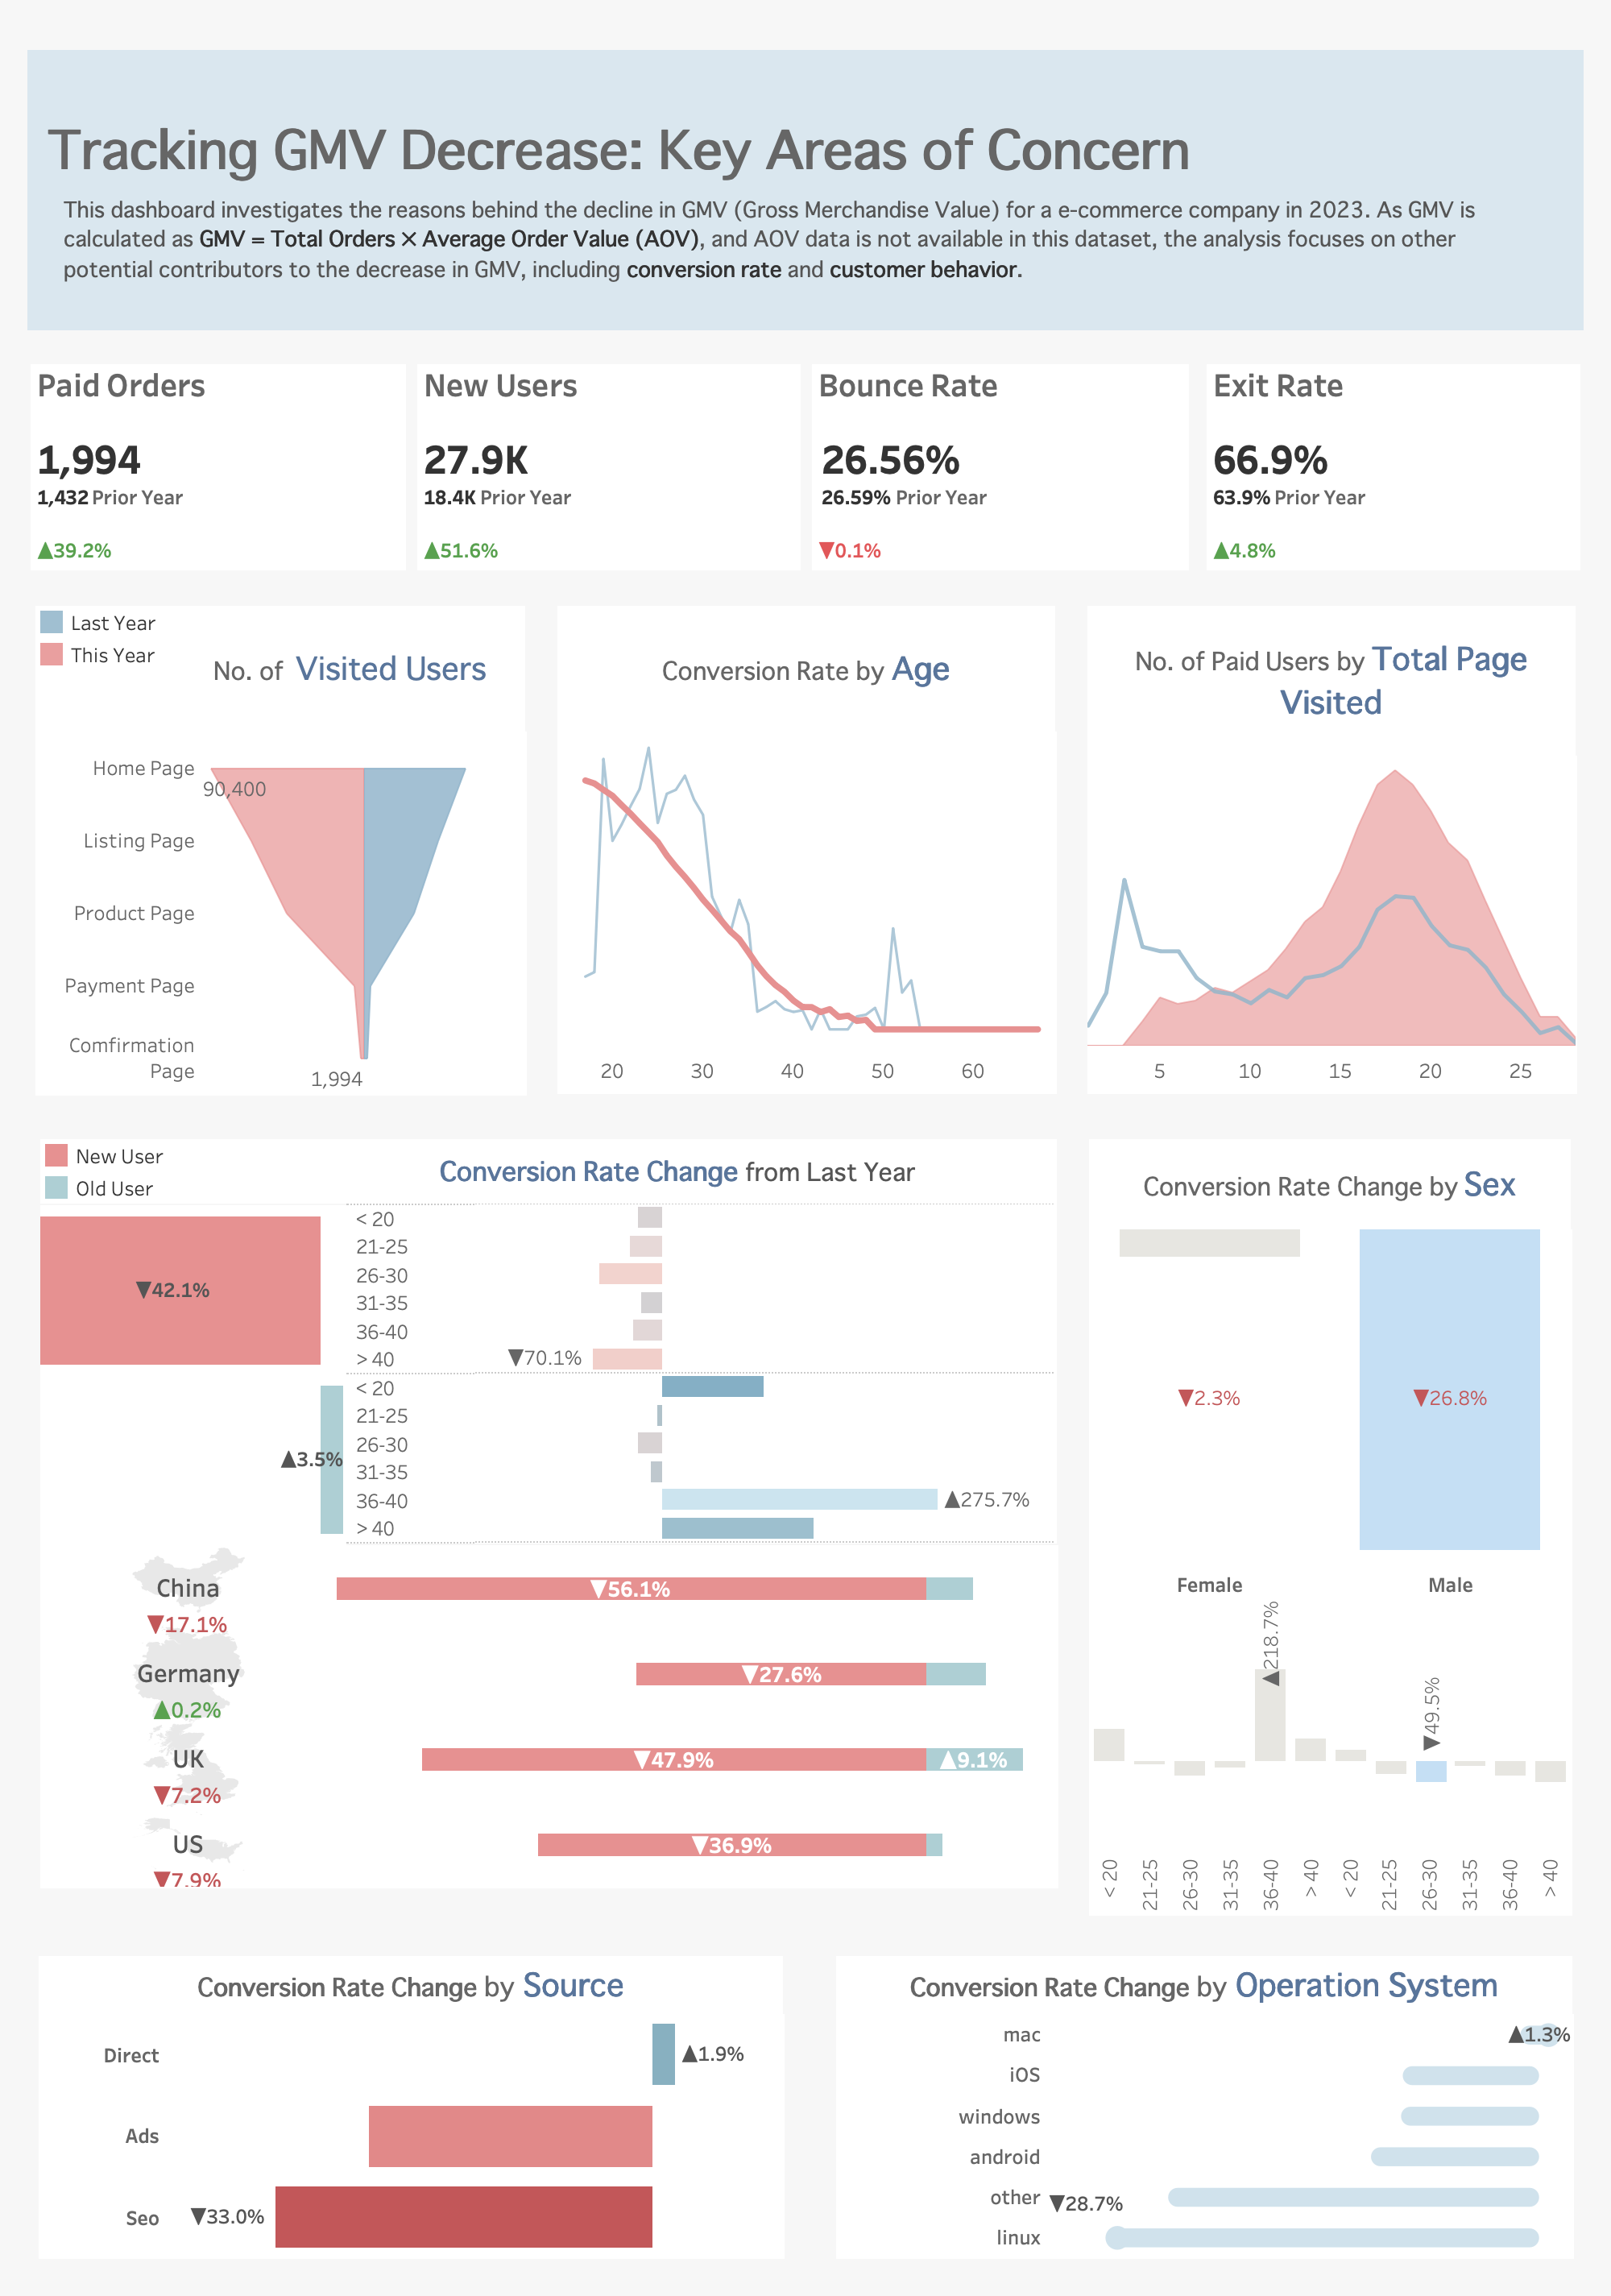 Tracking GMV Decrease: Key Areas of Concern
This dashboard investigates the reasons behind the decline in GMV (Gross Merchandise Value) for a e-commerce company in 2023. As GMV is
calculated as GMV = Total Orders × Average Order Value (AOV), and AOV data is not available in this dataset, the analysis focuses on other
potential contributors to the decrease in GMV, including conversion rate and customer behavior.
Paid Orders
1,994
1,432 Prior Year
▲39.2%
New Users
27.9K
18.4K Prior Year
▲51.6%
Bounce Rate
26.56%
26.59% Prior Year
▼0.1%
Exit Rate
66.9%
63.9% Prior Year
▲4.8%
Last Year
This Year
No. of Visited Users
Home Page
90,400
Listing Page
Product Page
Payment Page
Comfirmation
Page
1,994
Conversion Rate by Age
20 30 40 50 60
No. of Paid Users by Total Page
Visited
5 10 15 20 25
New User
Old User
Conversion Rate Change from Last Year
▼42.1%
< 20
21-25
26-30
31-35
36-40
> 40 ▼70.1%
▲3.5%
< 20
21-25
26-30
31-35
36-40 ▲275.7%
> 40
China ▼56.1%
▼17.1%
Germany ▼27.6%
▲0.2%
UK ▼47.9% ▲9.1%
▼7.2%
US ▼36.9%
▼7.9%
Conversion Rate Change by Sex
▼2.3% ▼26.8%
Female Male
▲218.7%
▼49.5%
< 20
21-25
26-30
31-35
36-40
> 40
< 20
21-25
26-30
31-35
36-40
> 40
Conversion Rate Change by Source
Direct ▲1.9%
Ads
Seo ▼33.0%
Conversion Rate Change by Operation System
mac ▲1.3%
iOS
windows
android
other ▼28.7%
linux